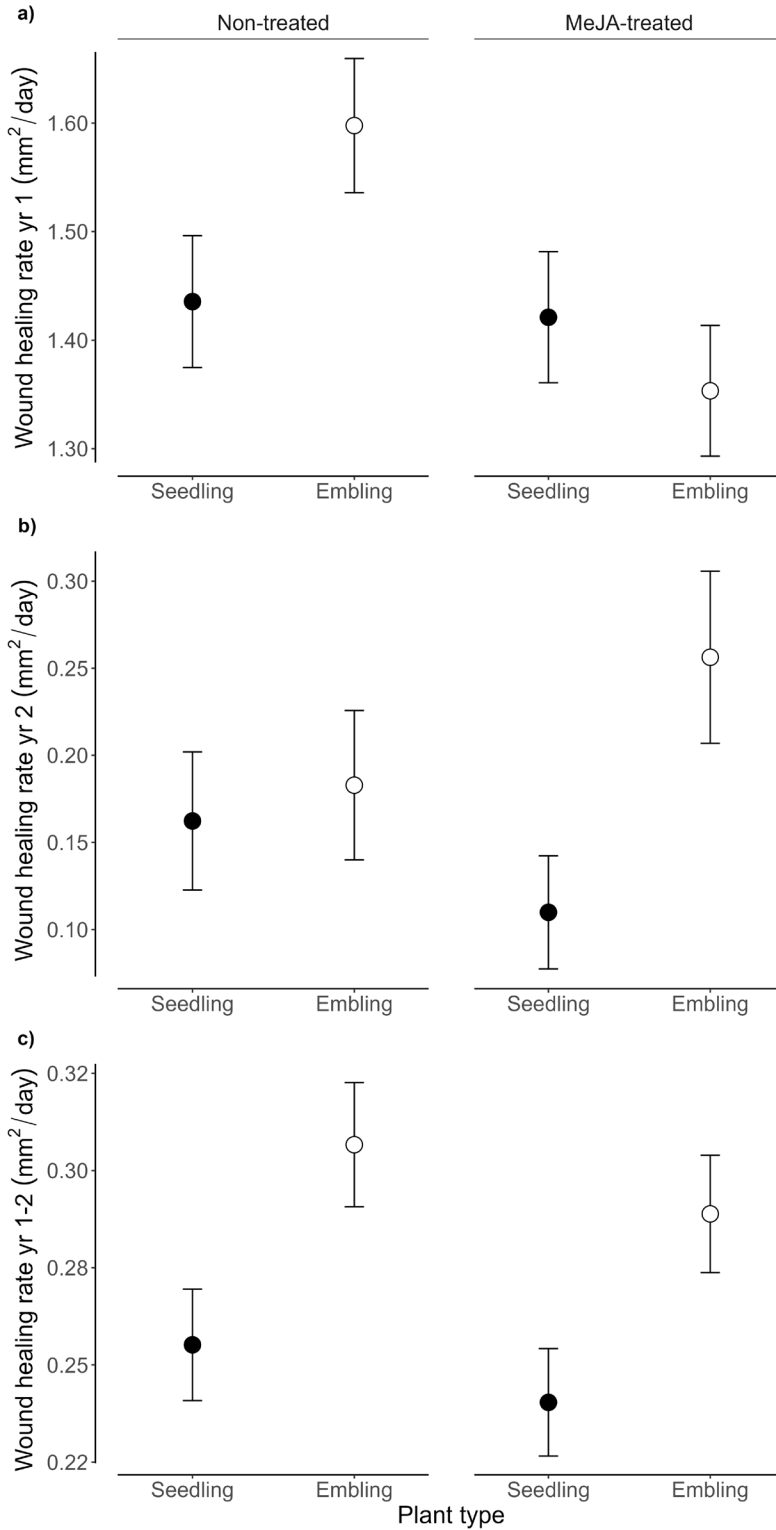 a)
Non-treated MeJA-treated
Wound healing rate yr 1 (mm²/day)
1.60
1.50
1.40
1.30
Seedling Embling Seedling Embling
b)
Wound healing rate yr 2 (mm²/day)
0.30
0.25
0.20
0.15
0.10
Seedling Embling Seedling Embling
c)
Wound healing rate yr 1-2 (mm²/day)
0.32
0.30
0.28
0.25
0.22
Seedling Embling Seedling Embling
Plant type